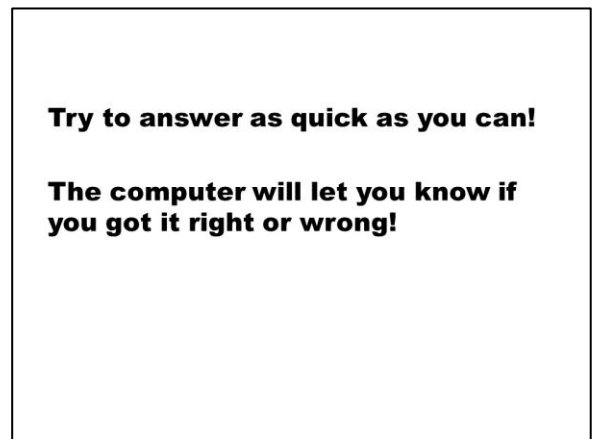 Try to answer as quick as you can!
The computer will let you know if
you got it right or wrong!